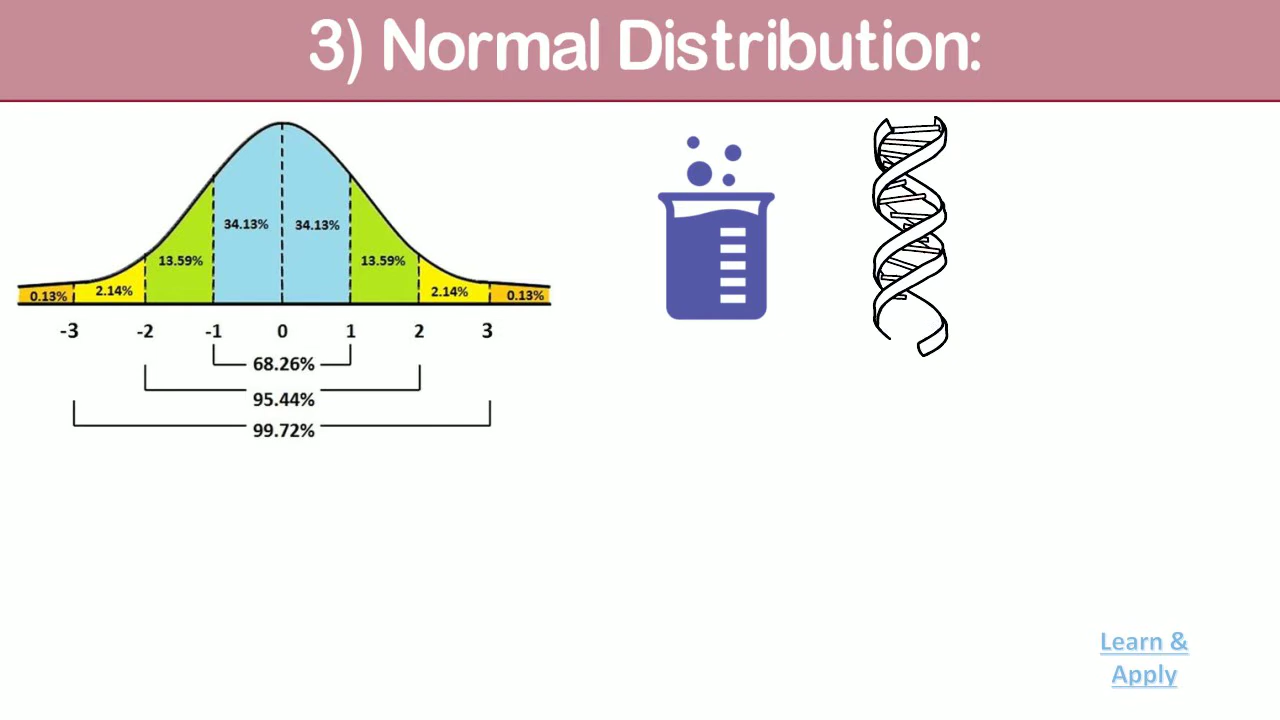 3) Normal Distribution:
34.13% 34.13%
13.59% 13.59%
0.13% 2.14% 2.14% 0.13%
-3 -2 -1 0 1 2 3
68.26%
95.44%
99.72%
Learn &
Apply